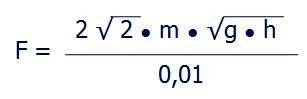 F = 2 √2 • m • √g • h
0,01